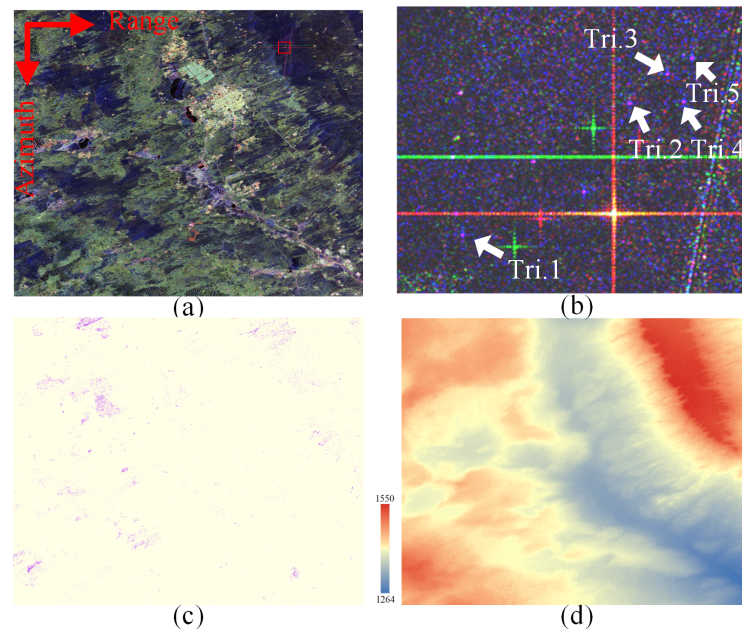 Range
Azimuth
(a)
Tri.3
Tri.5
Tri.2 Tri.4
Tri.1
(b)
(c)
1550
1264
(d)